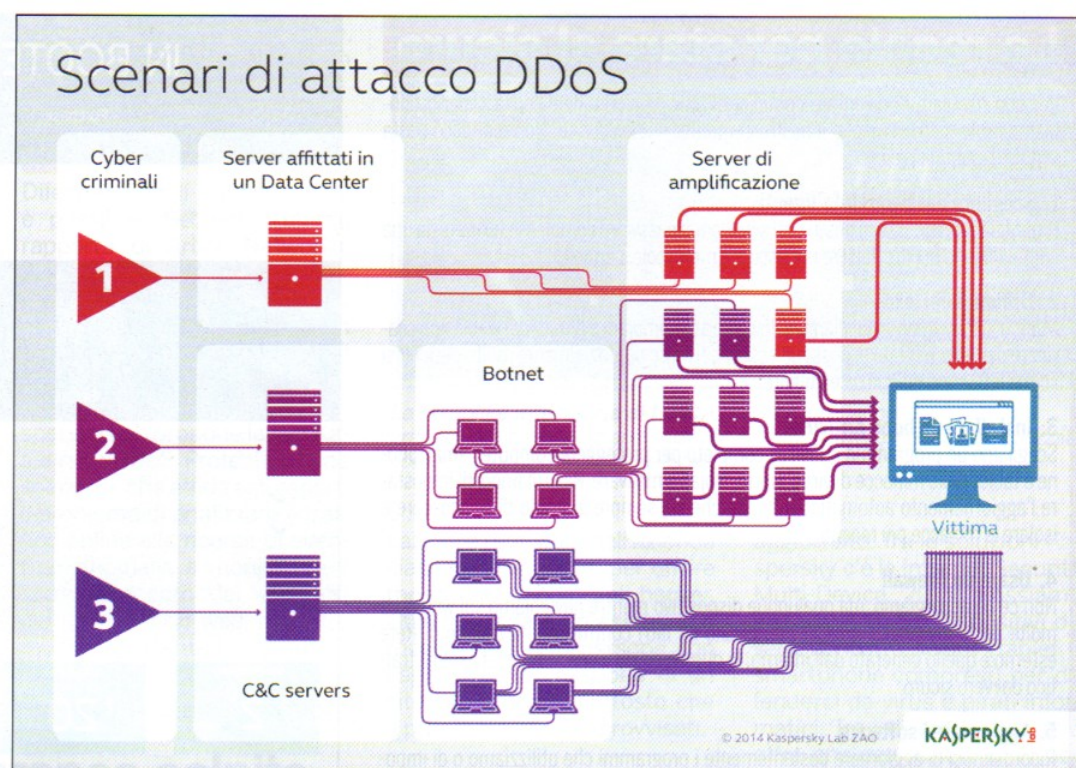 Scenari di attacco DDoS
Cyber
criminali
Server affittati in
un Data Center
Server di
amplificazione
1
Botnet
2
Vittima
3
C&C servers
© 2014 Kaspersky Lab ZAO
KASPERSKY lab